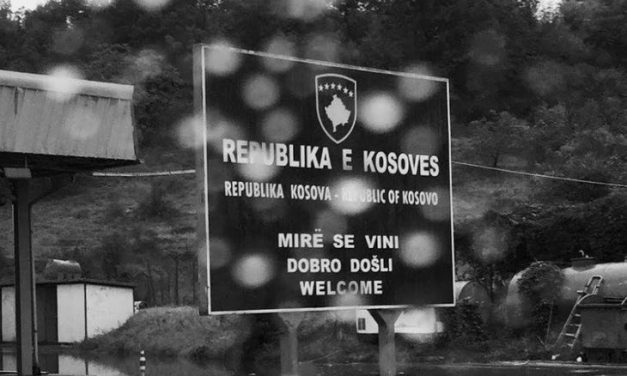 REPUBLIKA E KOSOVES
REPUBLIKA KOSOVA - REPUBLIC OF KOSOVO
MIRË SE VINI
DOBRO DOŠLI
WELCOME